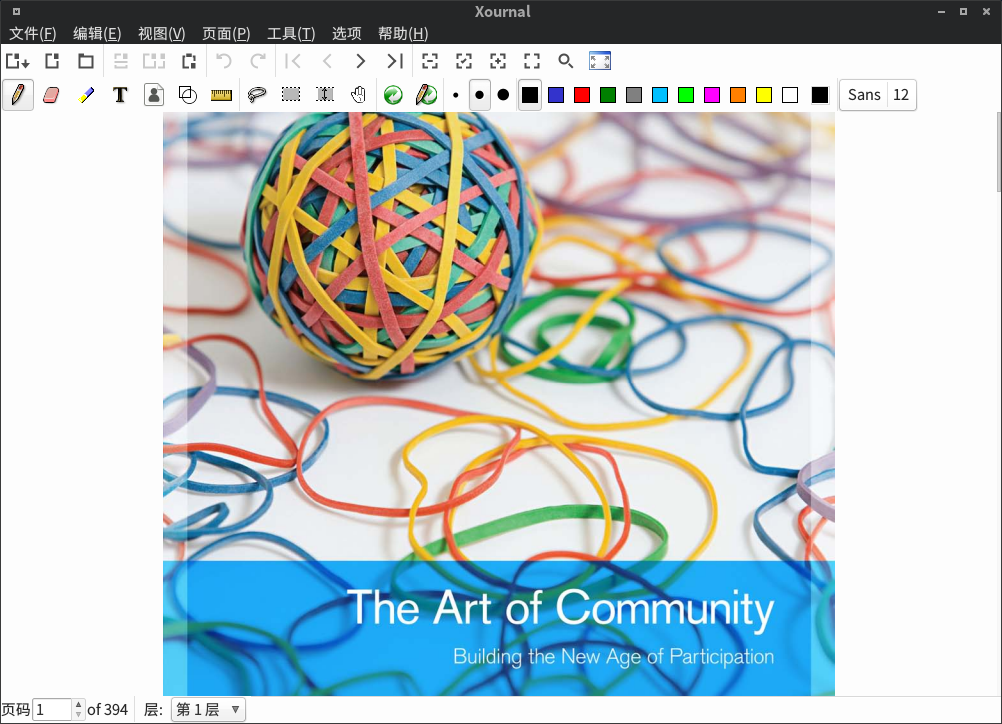 Xournal
文件(F) 编辑(E) 视图(V) 页面(P) 工具(T) 选项 帮助(H)
T Sans 12
The Art of Community
Building the New Age of Participation
页码 1 of 394 层: 第 1 层